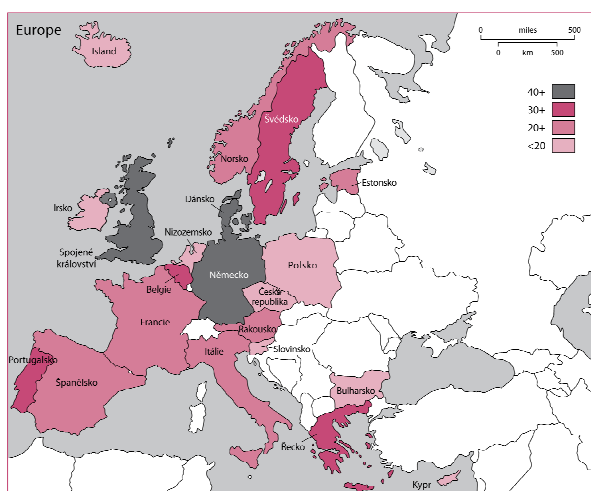 Europe
miles
0 500
km
0 500
40+
30+
20+
<20
Island
Švédsko
Norsko
Estonsko
Dánsko
Irsko
Nizozemsko
Spojené
království
Polsko
Německo
Belgie
Česká
republika
Francie
Rakousko
Itálie
Slovinsko
Portugalsko
Španělsko
Bulharsko
Řecko
Kypr